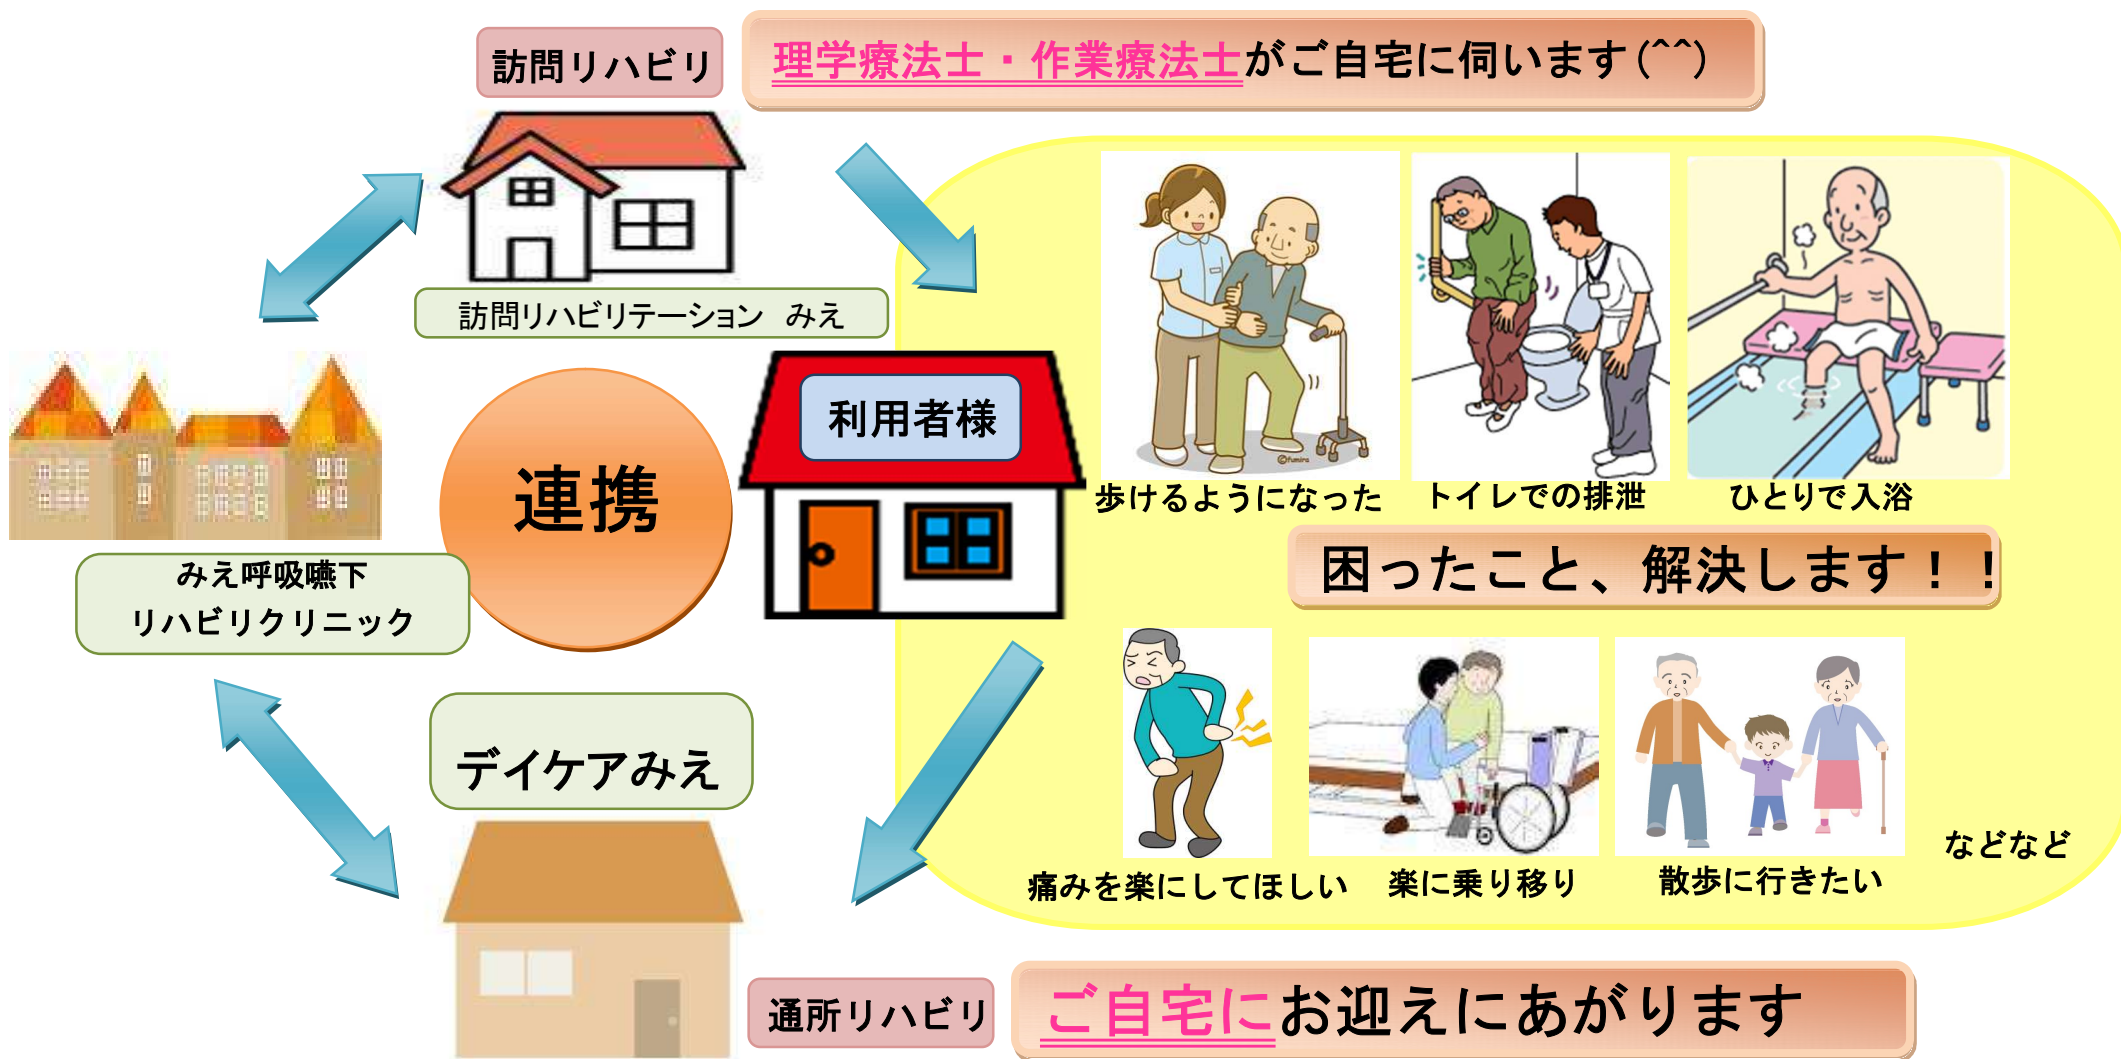 訪問リハビリ
理学療法士・作業療法士がご自宅に伺います(^^)
訪問リハビリテーション　みえ
利用者様
連携
みえ呼吸嚥下
リハビリクリニック
デイケアみえ
©fumira
歩けるようになった
トイレでの排泄
ひとりで入浴
困ったこと、解決します！！
痛みを楽にしてほしい
楽に乗り移り
散歩に行きたい
などなど
通所リハビリ
ご自宅にお迎えにあがります